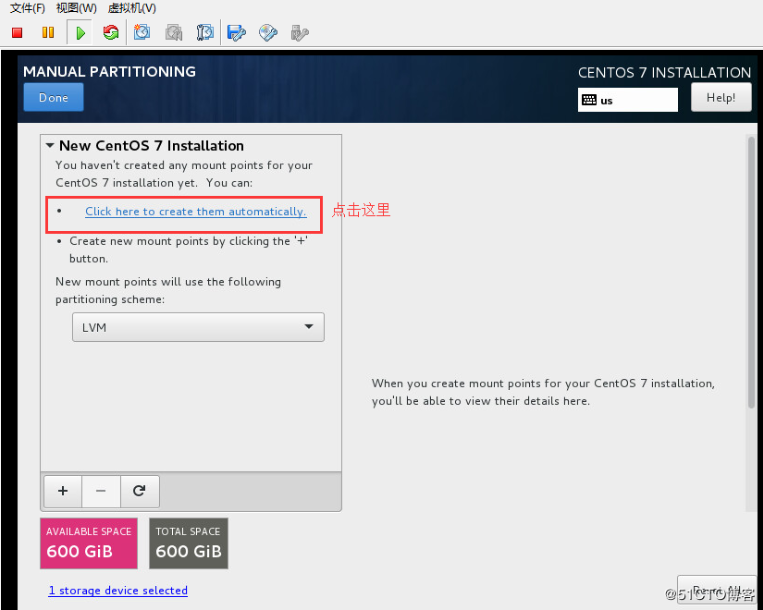 文件(F) 视图(W) 虚拟机(V)
MANUAL PARTITIONING
CENTOS 7 INSTALLATION
Done
us
Help!
New CentOS 7 Installation
You haven't created any mount points for your
CentOS 7 installation yet. You can:
• Click here to create them automatically.
点击这里
• Create new mount points by clicking the '+'
button.
New mount points will use the following
partitioning scheme:
LVM
When you create mount points for your CentOS 7 installation,
you'll be able to view their details here.
+ − 
AVAILABLE SPACE
600 GiB
TOTAL SPACE
600 GiB
1 storage device selected
@51CTO博客